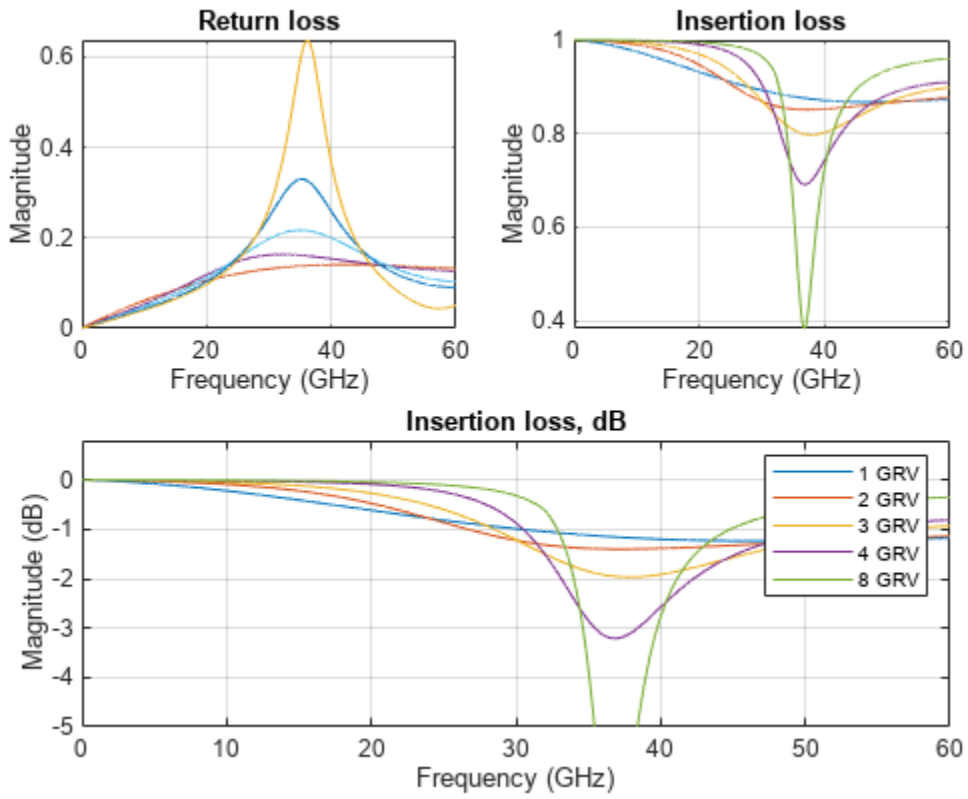 Return loss
0.6
0.4
0.2
0
Magnitude
0 20 40 60
Frequency (GHz)
Insertion loss
1
0.8
0.6
0.4
Magnitude
0 20 40 60
Frequency (GHz)
Insertion loss, dB
0
-1
-2
-3
-4
-5
Magnitude (dB)
1 GRV
2 GRV
3 GRV
4 GRV
8 GRV
0 10 20 30 40 50 60
Frequency (GHz)